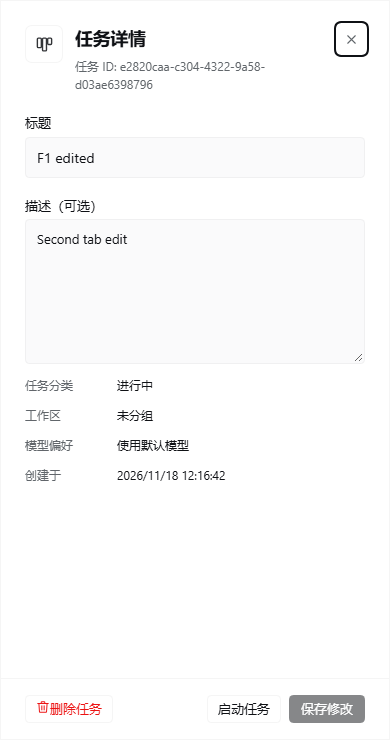 任务详情
任务 ID: e2820caa-c304-4322-9a58-
d03ae6398796
标题
F1 edited
描述（可选）
Second tab edit
任务分类 进行中
工作区 未分组
模型偏好 使用默认模型
创建于 2026/11/18 12:16:42
删除任务 启动任务 保存修改